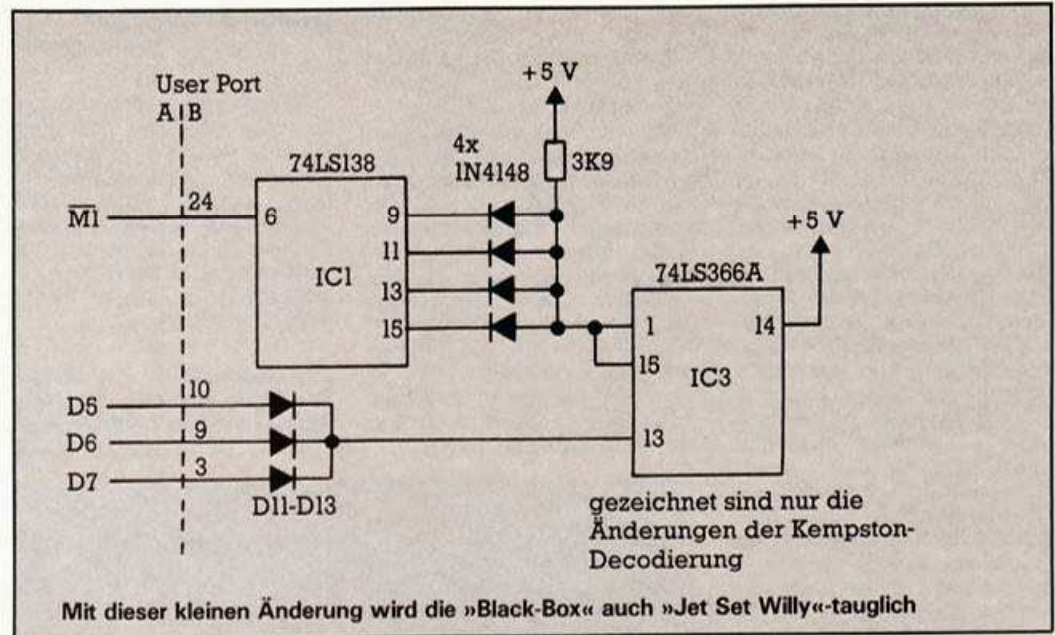 User Port
A|B
+5 V
4x
1N4148
3K9
74LS138
M̅1̅
24
6
9
11
13
15
IC1
+5 V
74LS366A
1
14
15
IC3
13
D5
10
D6
9
D7
3
D11-D13
gezeichnet sind nur die
Änderungen der Kempston-
Decodierung
Mit dieser kleinen Änderung wird die »Black-Box« auch »Jet Set Willy«-tauglich